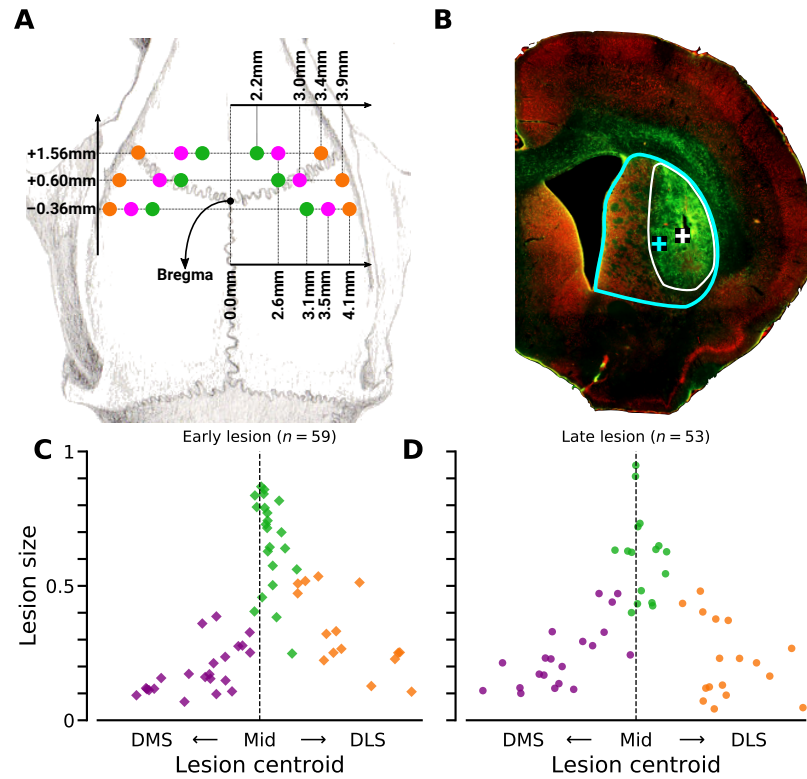 A
B
2.2mm
3.0mm
3.4mm
3.9mm
+1.56mm
+0.60mm
−0.36mm
Bregma
0.0mm
2.6mm
3.1mm
3.5mm
4.1mm
C
Early lesion (n = 59)
D
Late lesion (n = 53)
1
0.5
0
Lesion size
DMS ← Mid → DLS
DMS ← Mid → DLS
Lesion centroid
Lesion centroid